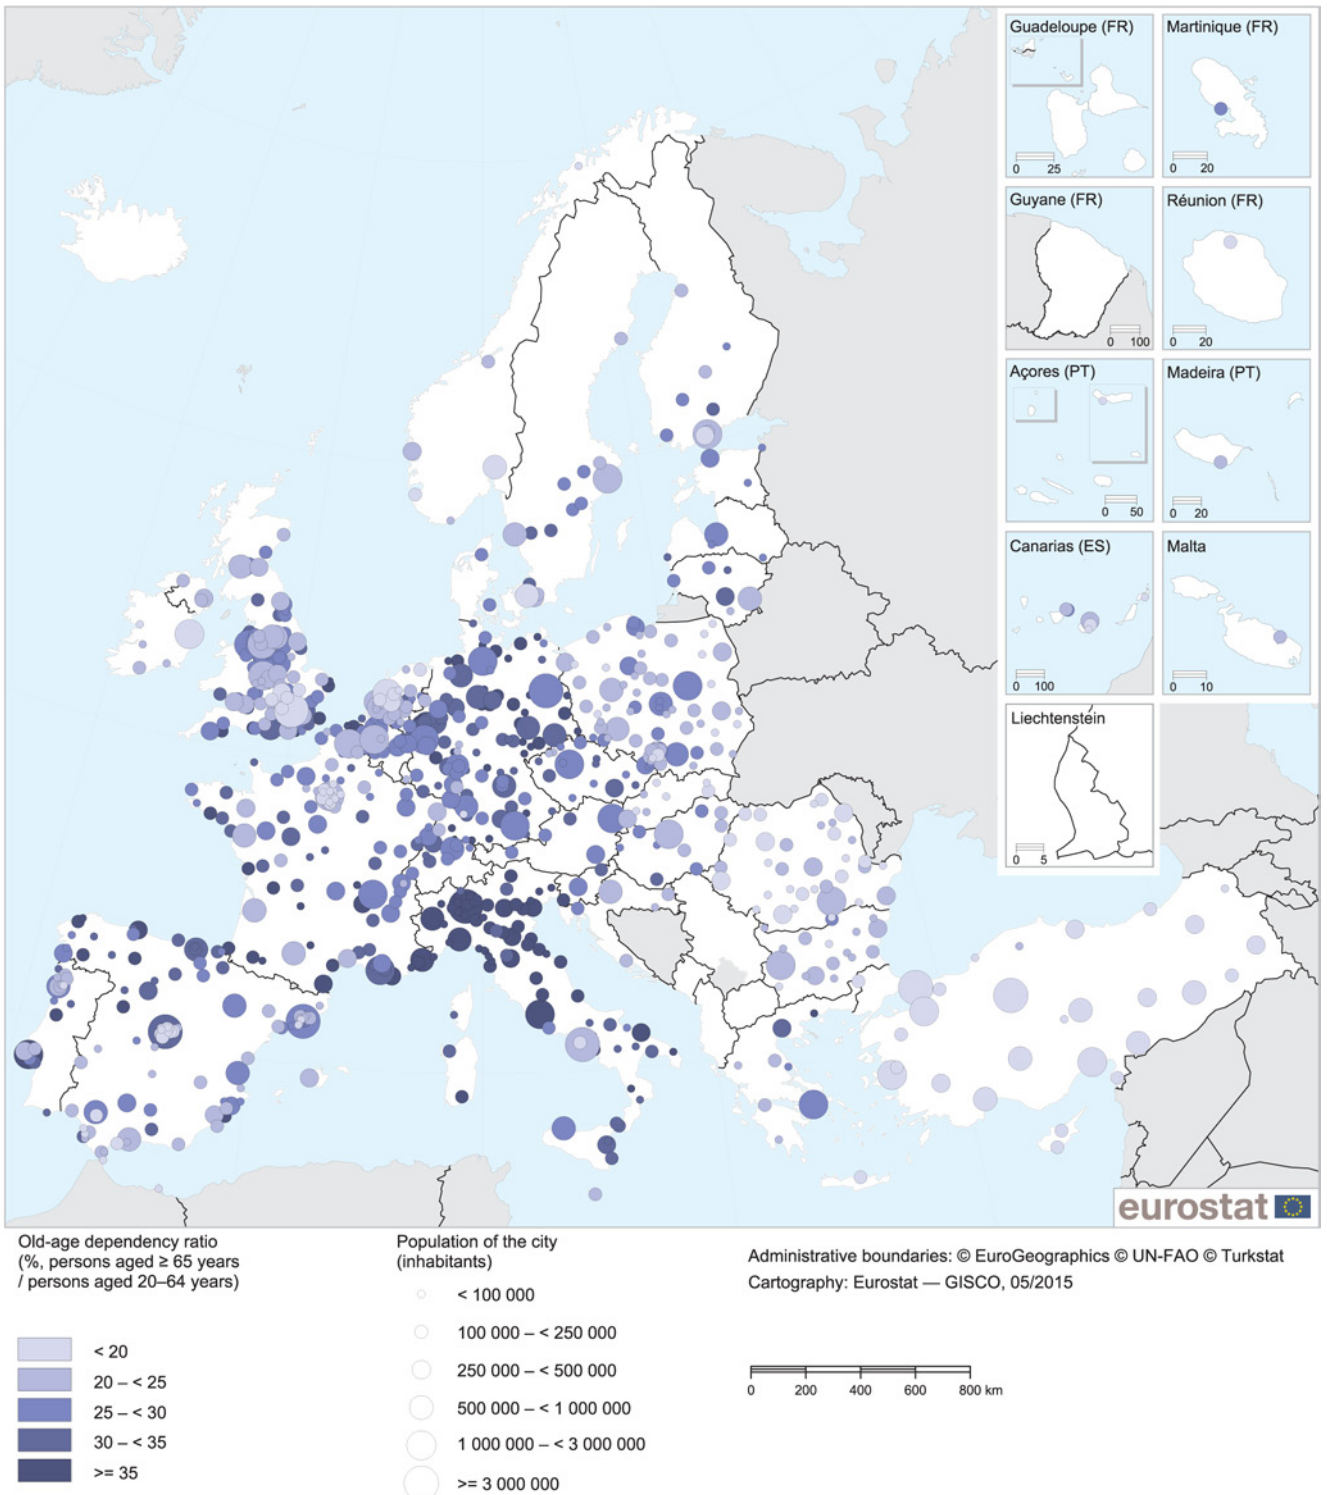 Guadeloupe (FR)
0 25
Martinique (FR)
0 20
Guyane (FR)
0 100
Réunion (FR)
0 20
Açores (PT)
0 50
Madeira (PT)
0 20
Canarias (ES)
0 100
Malta
0 10
Liechtenstein
0 5
eurostat
Old-age dependency ratio
(%, persons aged ≥ 65 years
/ persons aged 20–64 years)
< 20
20 – < 25
25 – < 30
30 – < 35
>= 35
Population of the city
(inhabitants)
< 100 000
100 000 – < 250 000
250 000 – < 500 000
500 000 – < 1 000 000
1 000 000 – < 3 000 000
>= 3 000 000
Administrative boundaries: © EuroGeographics © UN-FAO © Turkstat
Cartography: Eurostat — GISCO, 05/2015
0 200 400 600 800 km